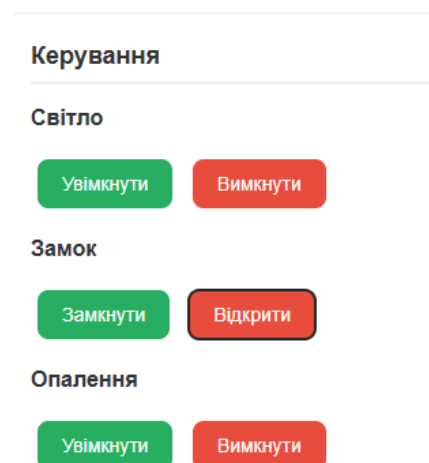 Керування
Світло
Увімкнути Вимкнути
Замок
Замкнути Відкрити
Опалення
Увімкнути Вимкнути